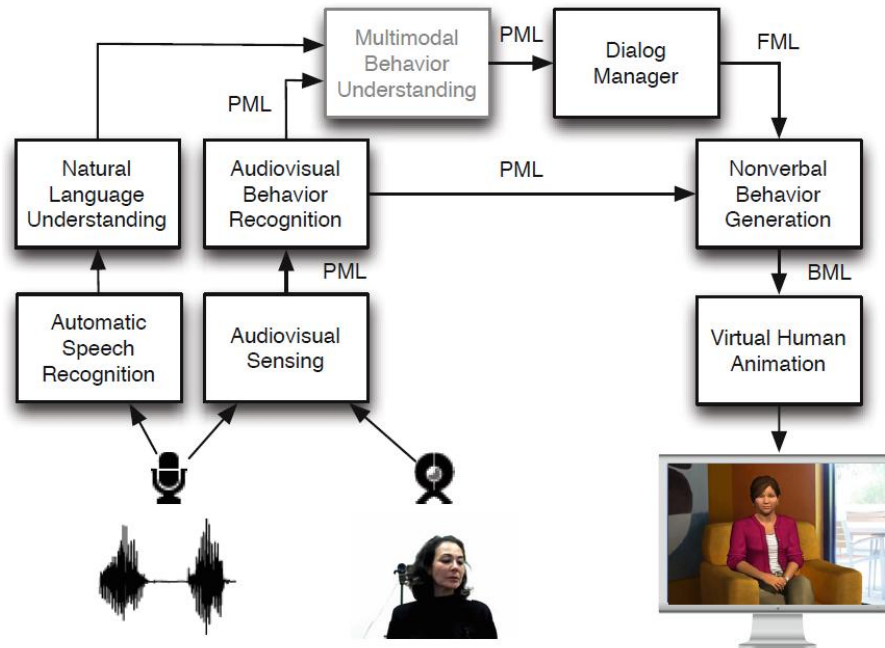 Multimodal
Behavior
Understanding
PML
Dialog
Manager
FML
PML
Natural
Language
Understanding
Audiovisual
Behavior
Recognition
PML
Nonverbal
Behavior
Generation
PML
BML
Automatic
Speech
Recognition
Audiovisual
Sensing
Virtual Human
Animation